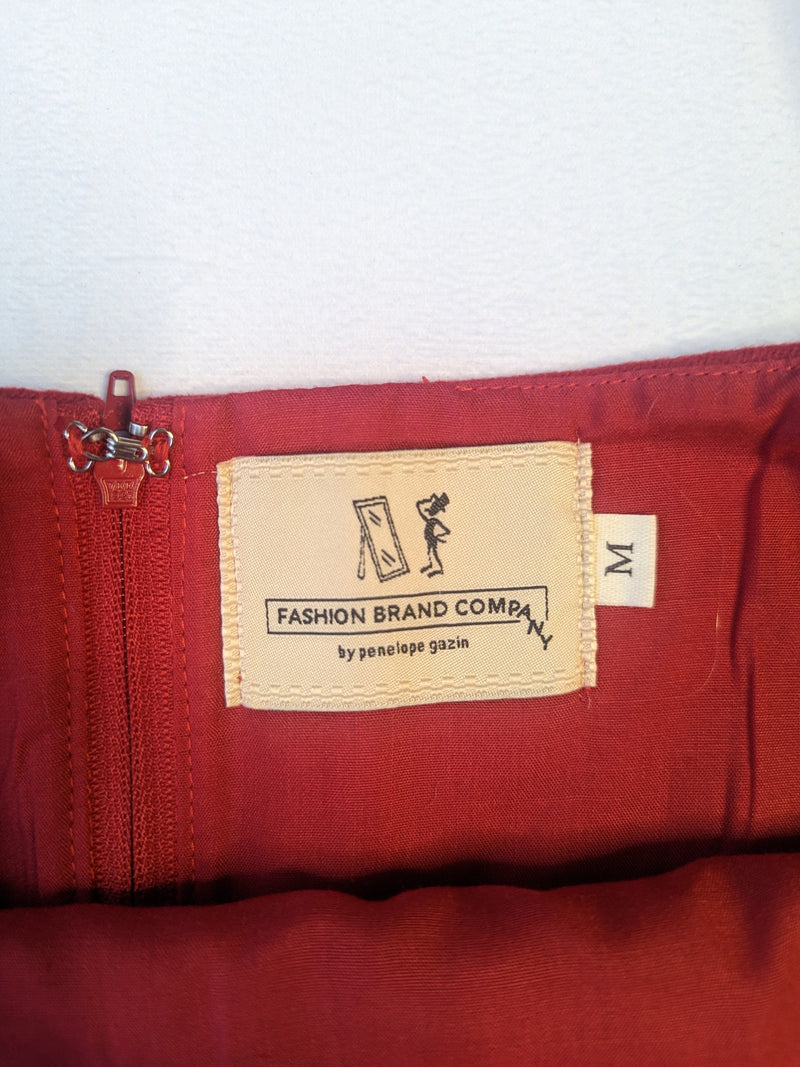 FASHION BRAND COMPANY
by penelope gazin
M